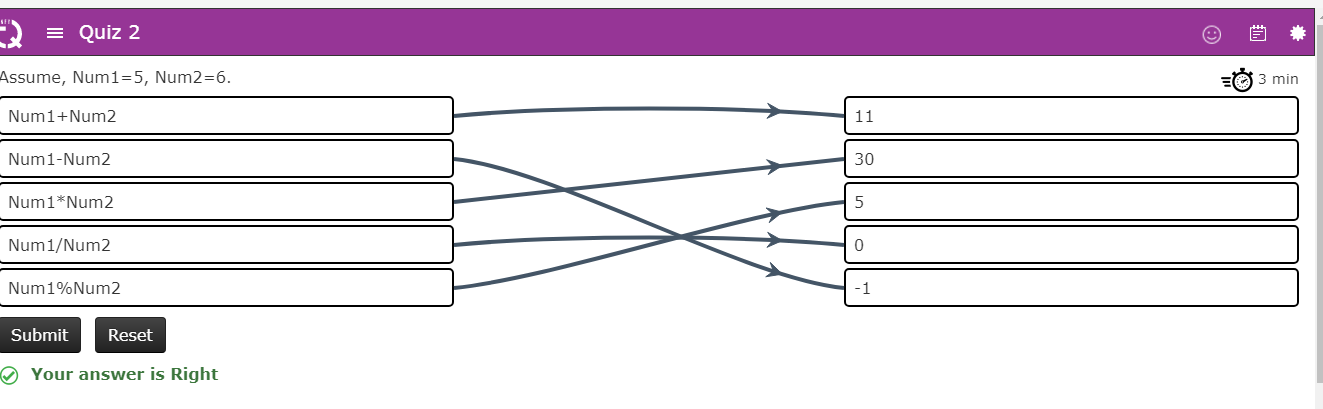 Quiz 2
Assume, Num1=5, Num2=6.
3 min
Num1+Num2
11
Num1-Num2
30
Num1*Num2
5
Num1/Num2
0
Num1%Num2
-1
Submit
Reset
Your answer is Right